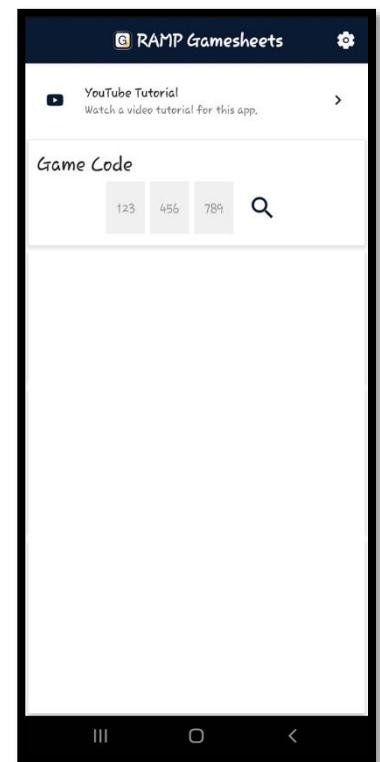 G RAMP Gamesheets
YouTube Tutorial
Watch a video tutorial for this app.
Game Code
123 456 789